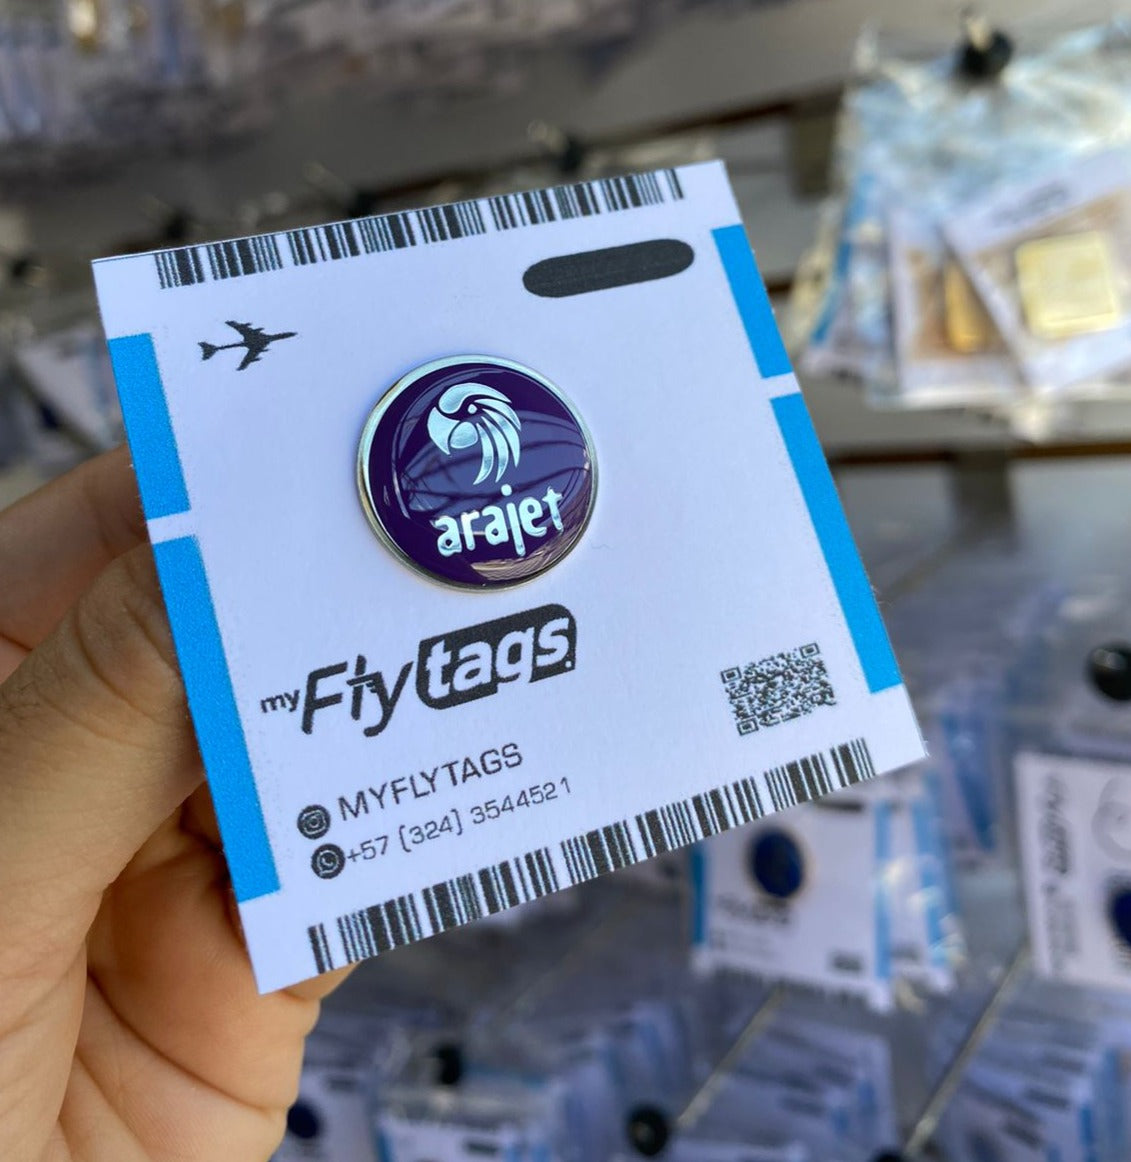 arajet
myFlytags
MYFLYTAGS
+57 (324) 3544521